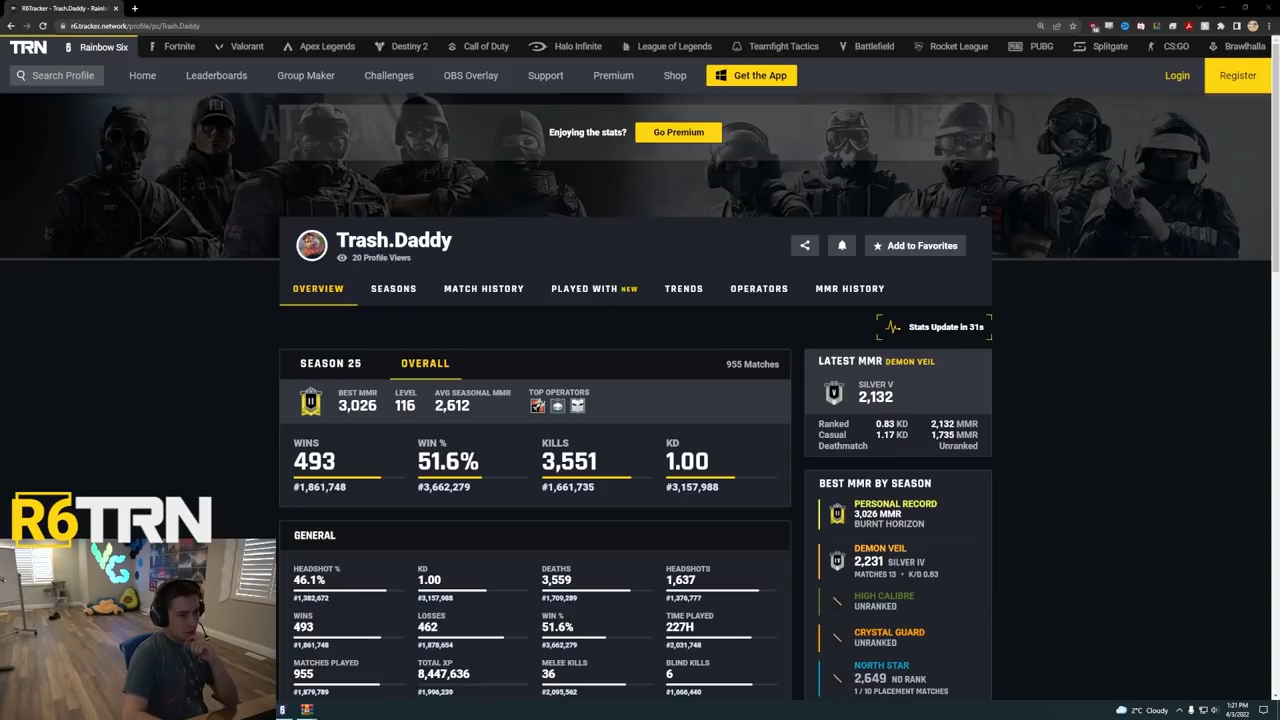 R6Tracker - Trash.Daddy - Rainb
r6.tracker.network/profile/pc/Trash.Daddy
TRN Rainbow Six Fortnite Valorant Apex Legends Destiny 2 Call of Duty Halo Infinite League of Legends Teamfight Tactics Battlefield Rocket League PUBG Splitgate CS:GO Brawlhalla
Search Profile Home Leaderboards Group Maker Challenges OBS Overlay Support Premium Shop Get the App Login Register
Enjoying the stats? Go Premium
Trash.Daddy
20 Profile Views
Add to Favorites
OVERVIEW SEASONS MATCH HISTORY PLAYED WITH NEW TRENDS OPERATORS MMR HISTORY
Stats Update in 31s
SEASON 25 OVERALL 955 Matches
BEST MMR LEVEL AVG SEASONAL MMR TOP OPERATORS
3,026 116 2,612
WINS WIN % KILLS KD
493 51.6% 3,551 1.00
#1,861,748 #3,662,279 #1,661,735 #3,157,988
GENERAL
HEADSHOT % KD DEATHS HEADSHOTS
46.1% 1.00 3,559 1,637
#1,382,672 #3,157,988 #1,709,289 #1,376,777
WINS LOSSES WIN % TIME PLAYED
493 462 51.6% 227H
#1,861,748 #1,878,654 #3,662,279 #2,031,748
MATCHES PLAYED TOTAL XP MELEE KILLS BLIND KILLS
955 8,447,636 36 6
#1,879,789 #1,996,239 #2,095,562 #1,666,440
LATEST MMR DEMON VEIL
SILVER V
2,132
Ranked 0.83 KD 2,132 MMR
Casual 1.17 KD 1,735 MMR
Deathmatch Unranked
BEST MMR BY SEASON
PERSONAL RECORD
3,026 MMR
BURNT HORIZON
DEMON VEIL
2,231 SILVER IV
MATCHES 13 • K/D 0.83
HIGH CALIBRE
UNRANKED
CRYSTAL GUARD
UNRANKED
NORTH STAR
2,649 NO RANK
1 / 10 PLACEMENT MATCHES
R6TRN
VG
2°C Cloudy
1:21 PM
4/3/2022